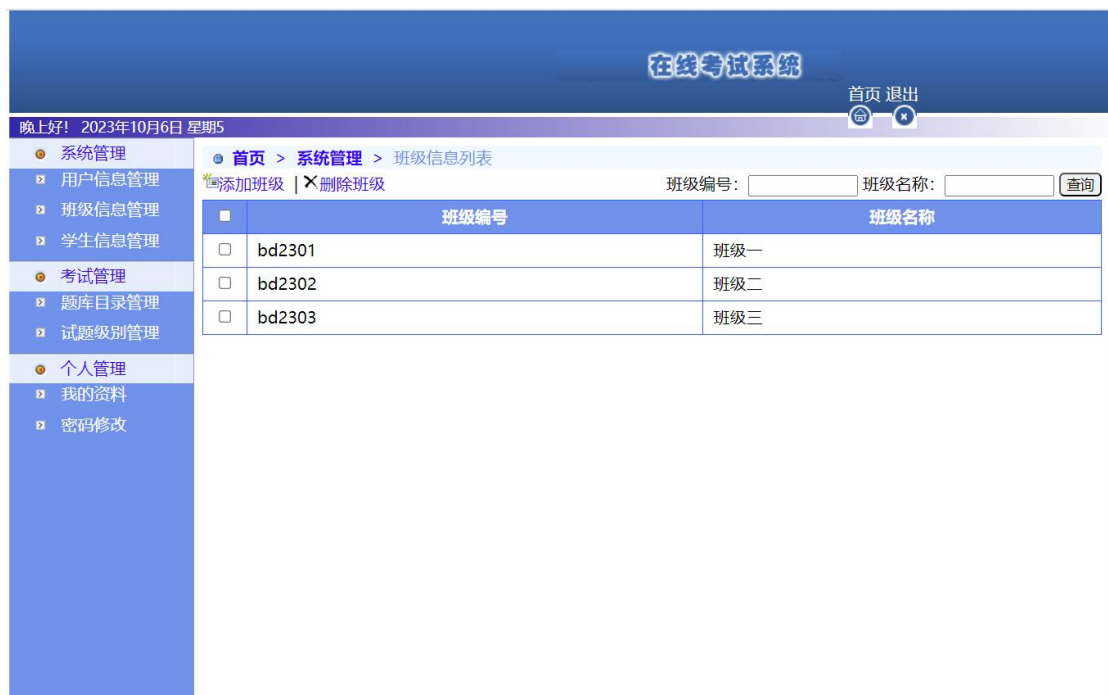 在线考试系统
首页 退出
晚上好! 2023年10月6日 星期5
系统管理
用户信息管理
班级信息管理
学生信息管理
考试管理
题库目录管理
试题级别管理
个人管理
我的资料
密码修改
首页 > 系统管理 > 班级信息列表
添加班级 | 删除班级 班级编号: 班级名称: 查询
班级编号 班级名称
bd2301 班级一
bd2302 班级二
bd2303 班级三